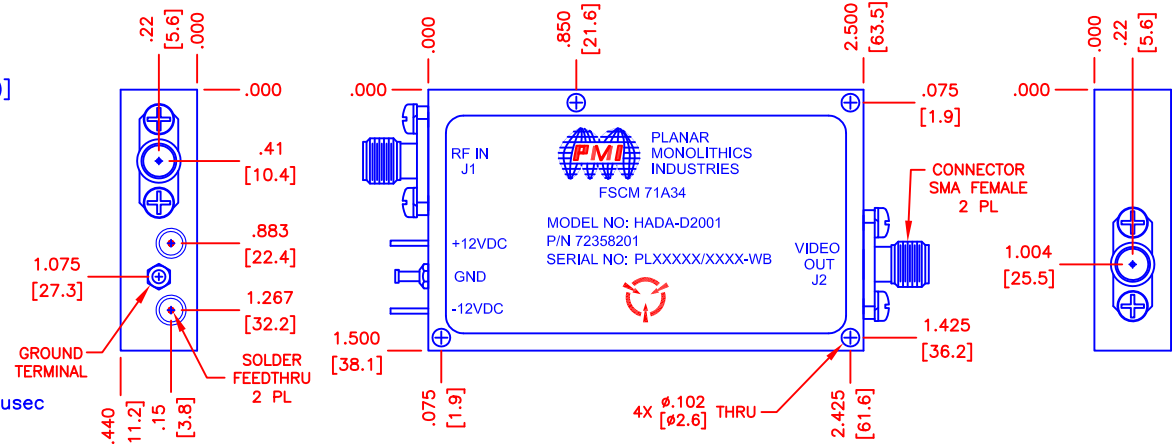 .22
[5.6]
.000
.000
.41
[10.4]
.883
[22.4]
1.075
[27.3]
1.267
[32.2]
GROUND
TERMINAL
SOLDER
FEEDTHRU
2 PL
usec
.440
11.2]
.15
[3.8]
.000
.850
[21.6]
2.500
[63.5]
.000
.075
[1.9]
RF IN
J1
PMI
PLANAR
MONOLITHICS
INDUSTRIES
FSCM 71A34
MODEL NO: HADA-D2001
P/N 72358201
SERIAL NO: PLXXXXX/XXXX-WB
+12VDC
GND
-12VDC
VIDEO
OUT
J2
CONNECTOR
SMA FEMALE
2 PL
1.500
[38.1]
1.425
[36.2]
.075
[1.9]
4X ø.102
[ø2.6] THRU
2.425
[61.6]
.000
.22
[5.6]
.000
1.004
[25.5]